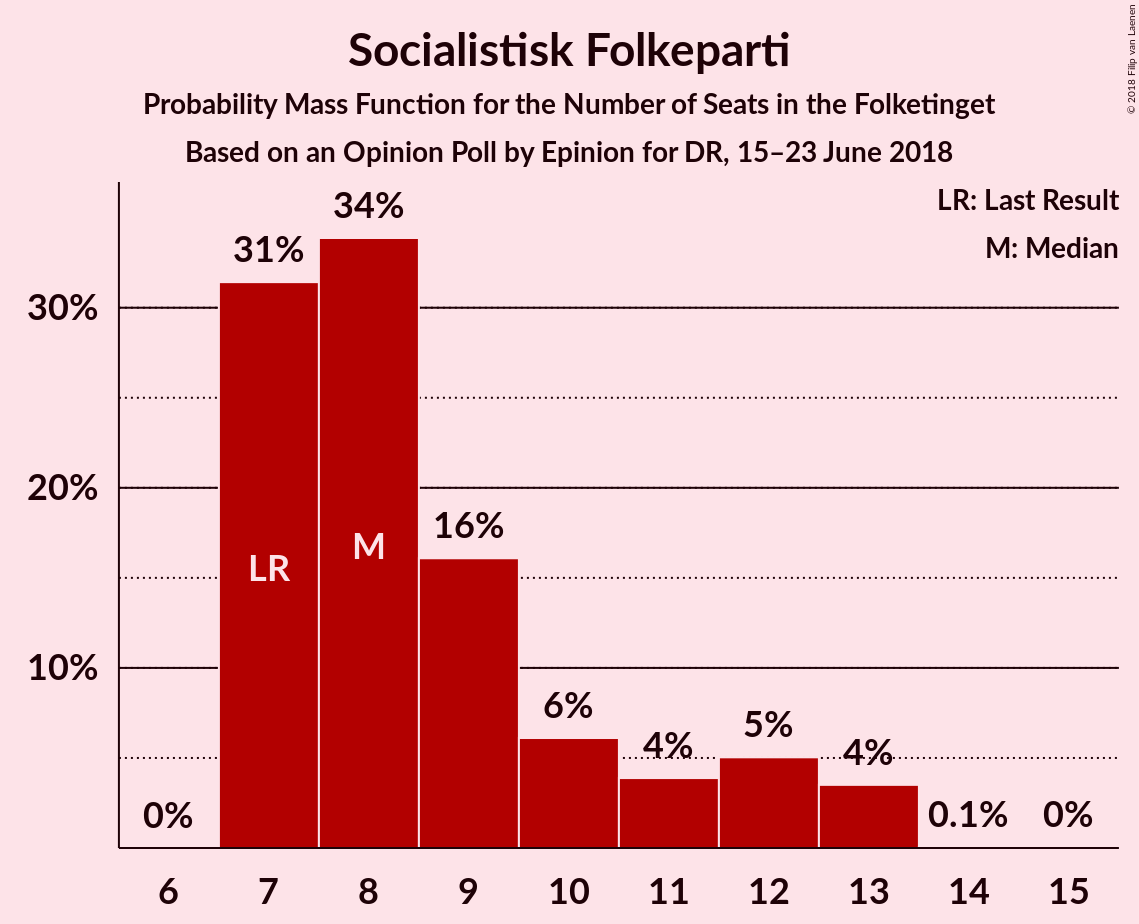 Socialistisk Folkeparti
Probability Mass Function for the Number of Seats in the Folketinget
Based on an Opinion Poll by Epinion for DR, 15–23 June 2018
© 2018 Filip van Laenen
LR: Last Result
M: Median
34%
31%
30%
20%
16%
10%
6%
4%
5%
4%
0%
0.1%
0%
LR
M
6 7 8 9 10 11 12 13 14 15